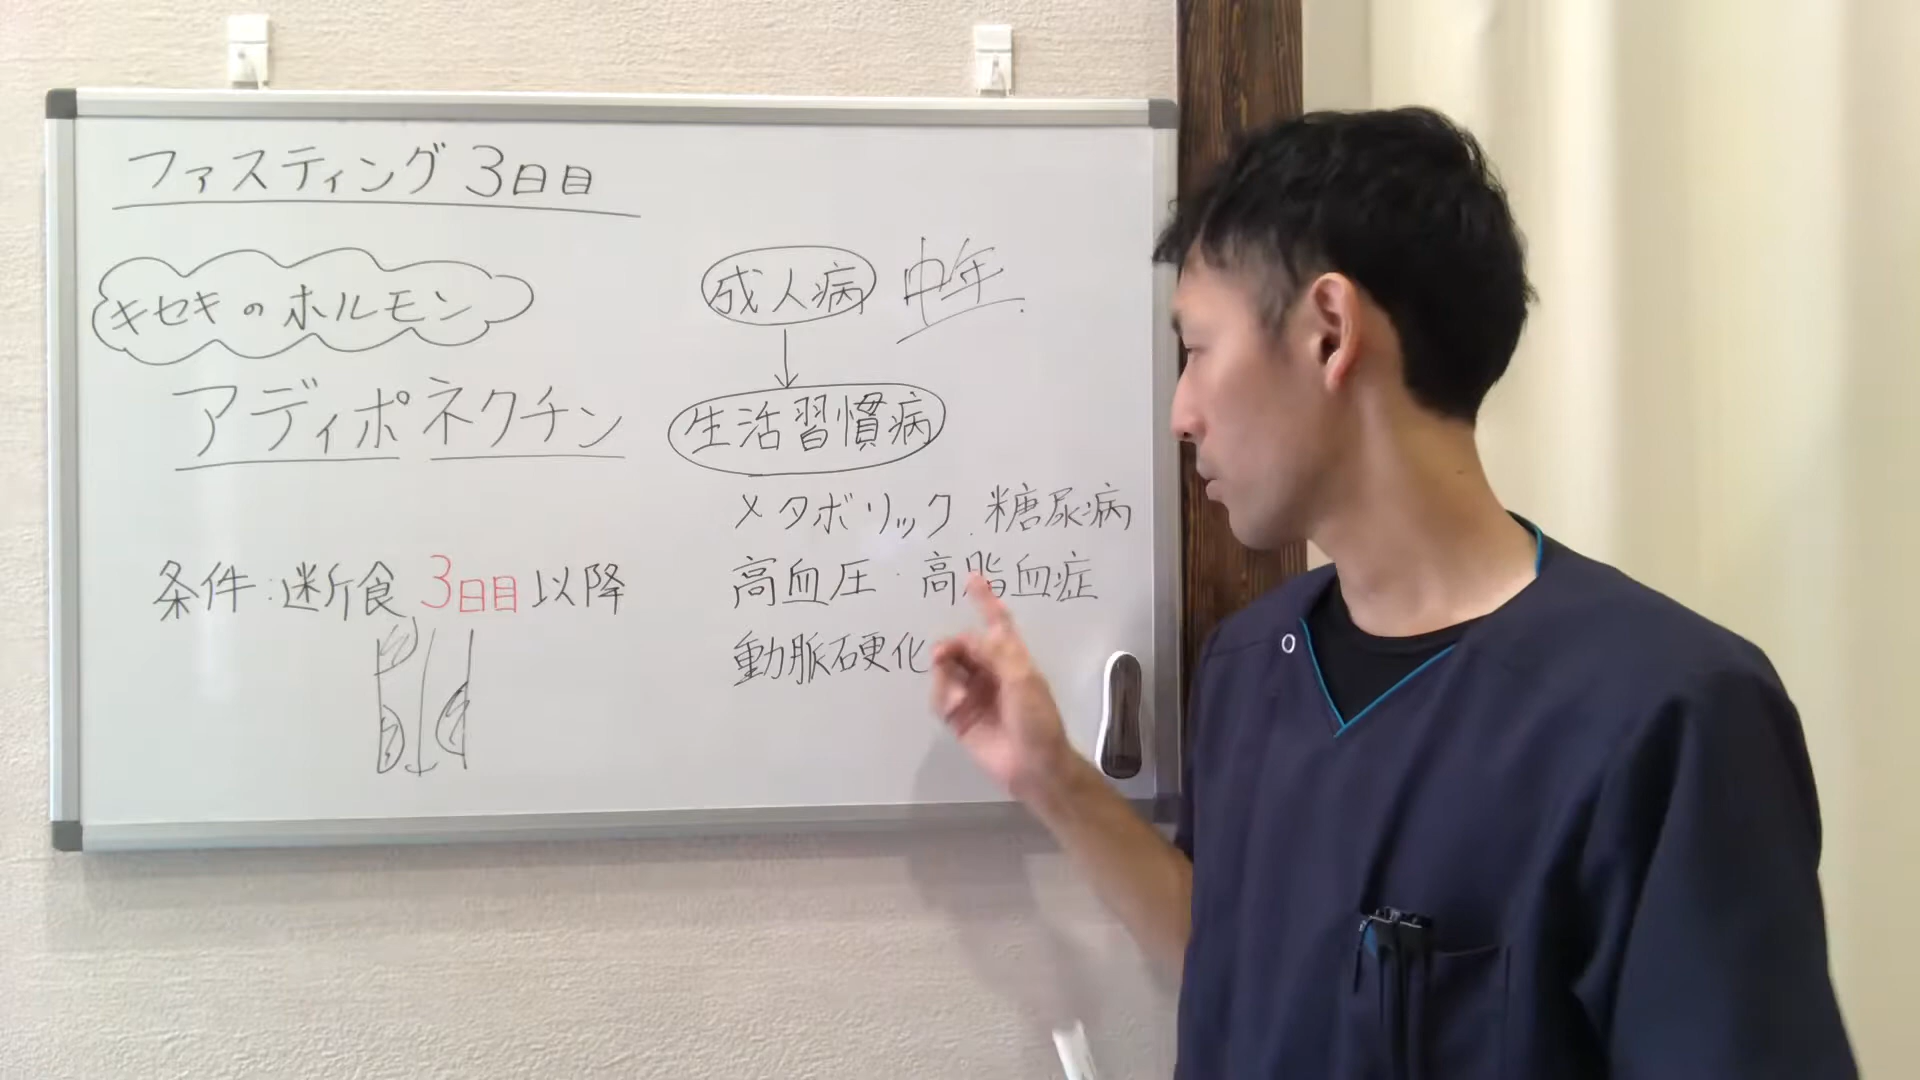 ファスティング3日目
キセキのホルモン
アディポネクチン
条件:断食3日目以降
成人病 中年
生活習慣病
メタボリック.糖尿病
高血圧・高脂血症
動脈硬化